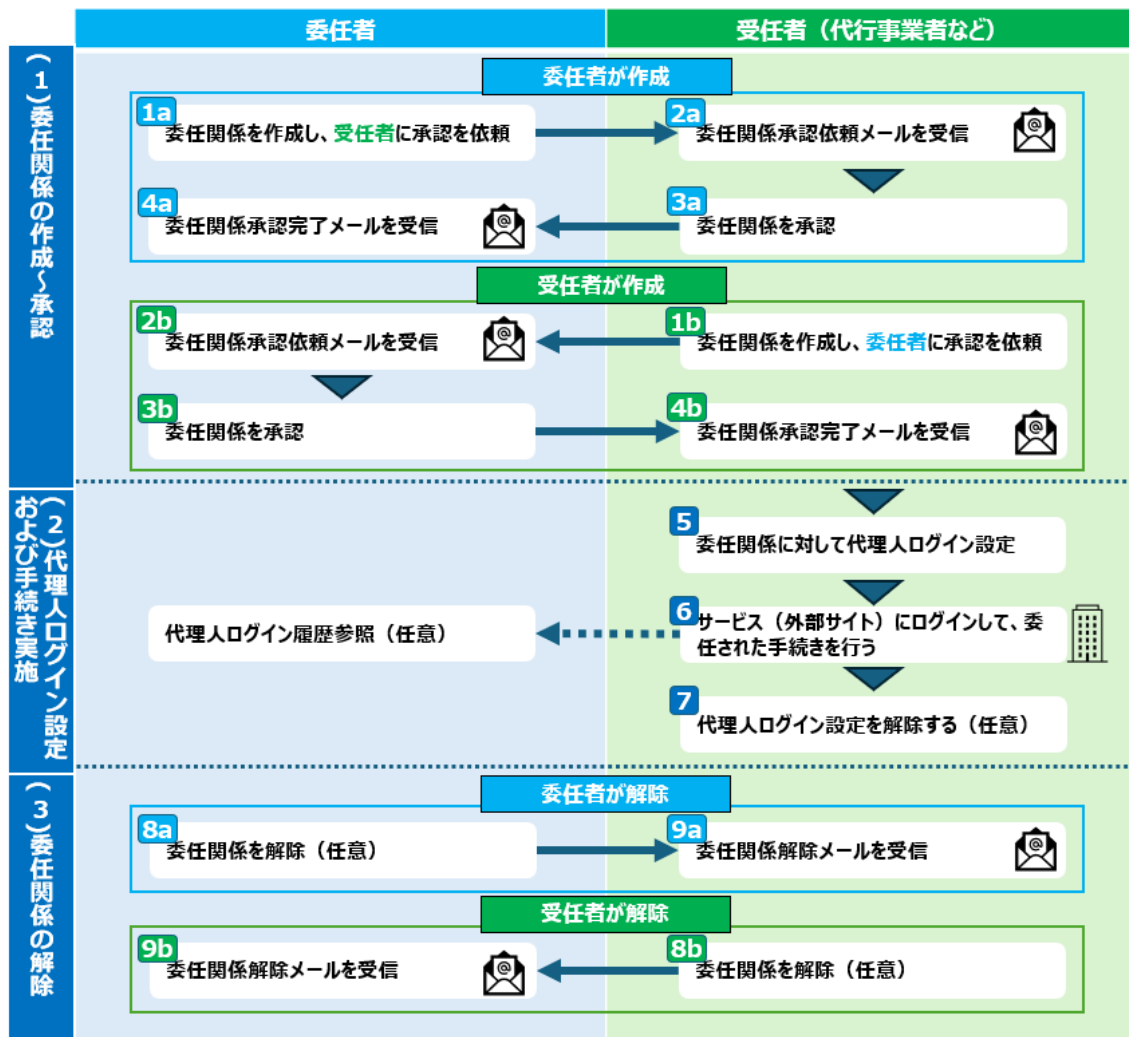 委任者
受任者（代行事業者など）
（1）委任関係の作成～承認
委任者が作成
1a
委任関係を作成し、受任者に承認を依頼
2a
委任関係承認依頼メールを受信
4a
委任関係承認完了メールを受信
3a
委任関係を承認
受任者が作成
2b
委任関係承認依頼メールを受信
1b
委任関係を作成し、委任者に承認を依頼
3b
委任関係を承認
4b
委任関係承認完了メールを受信
（2）代理人ログイン設定
および手続き実施
5
委任関係に対して代理人ログイン設定
代理人ログイン履歴参照（任意）
6
サービス（外部サイト）にログインして、委
任された手続きを行う
7
代理人ログイン設定を解除する（任意）
（3）委任関係の解除
委任者が解除
8a
委任関係を解除（任意）
9a
委任関係解除メールを受信
受任者が解除
9b
委任関係解除メールを受信
8b
委任関係を解除（任意）